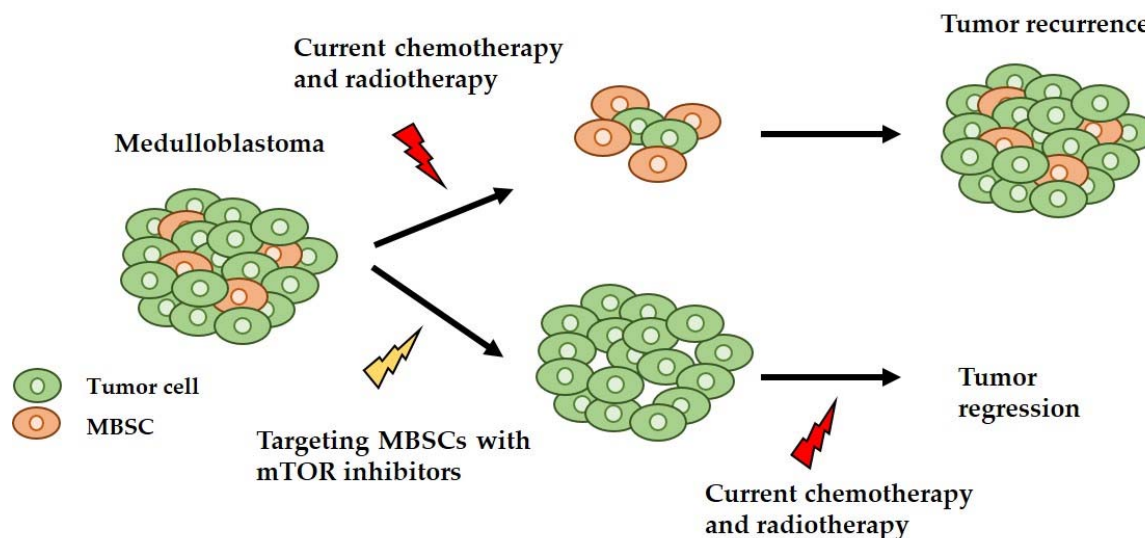 Tumor recurrence
Current chemotherapy
and radiotherapy
Medulloblastoma
Tumor cell
MBSC
Targeting MBSCs with
mTOR inhibitors
Tumor
regression
Current chemotherapy
and radiotherapy